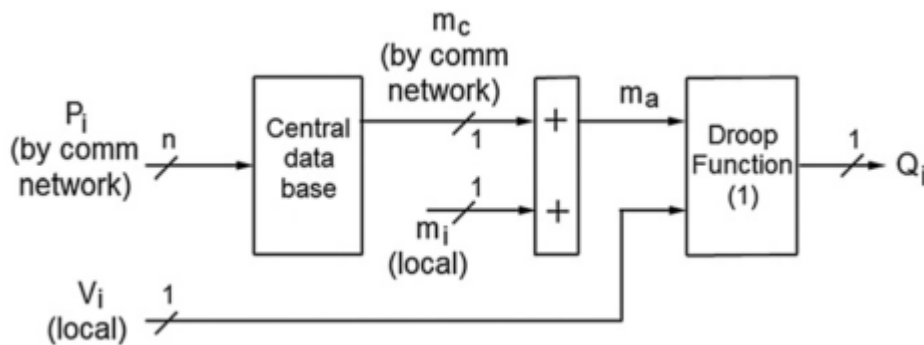 m_c
(by comm
network)
P_i
(by comm
network)
n
Central
data
base
1
+
m_a
Droop
Function
(1)
1
Q_i
1
m_i
(local)
+
V_i
(local)
1